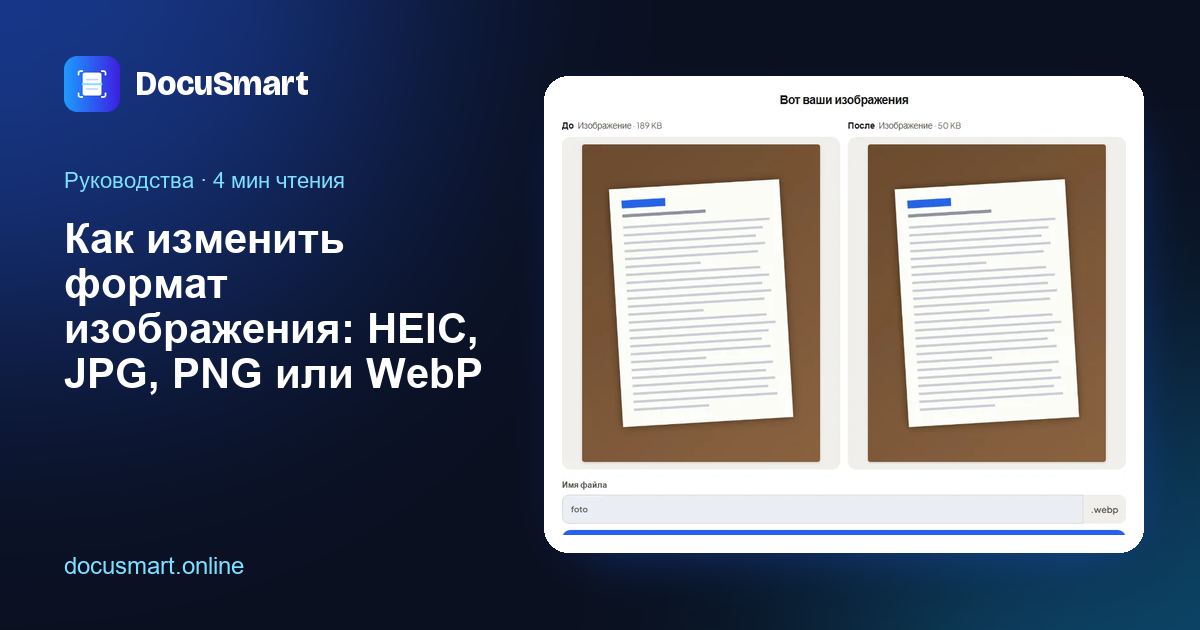 DocuSmart
Руководства · 4 мин чтения
Как изменить
формат
изображения: HEIC,
JPG, PNG или WebP
docusmart.online
Вот ваши изображения
До Изображение · 189 KB
После Изображение · 50 KB
Имя файла
foto
.webp